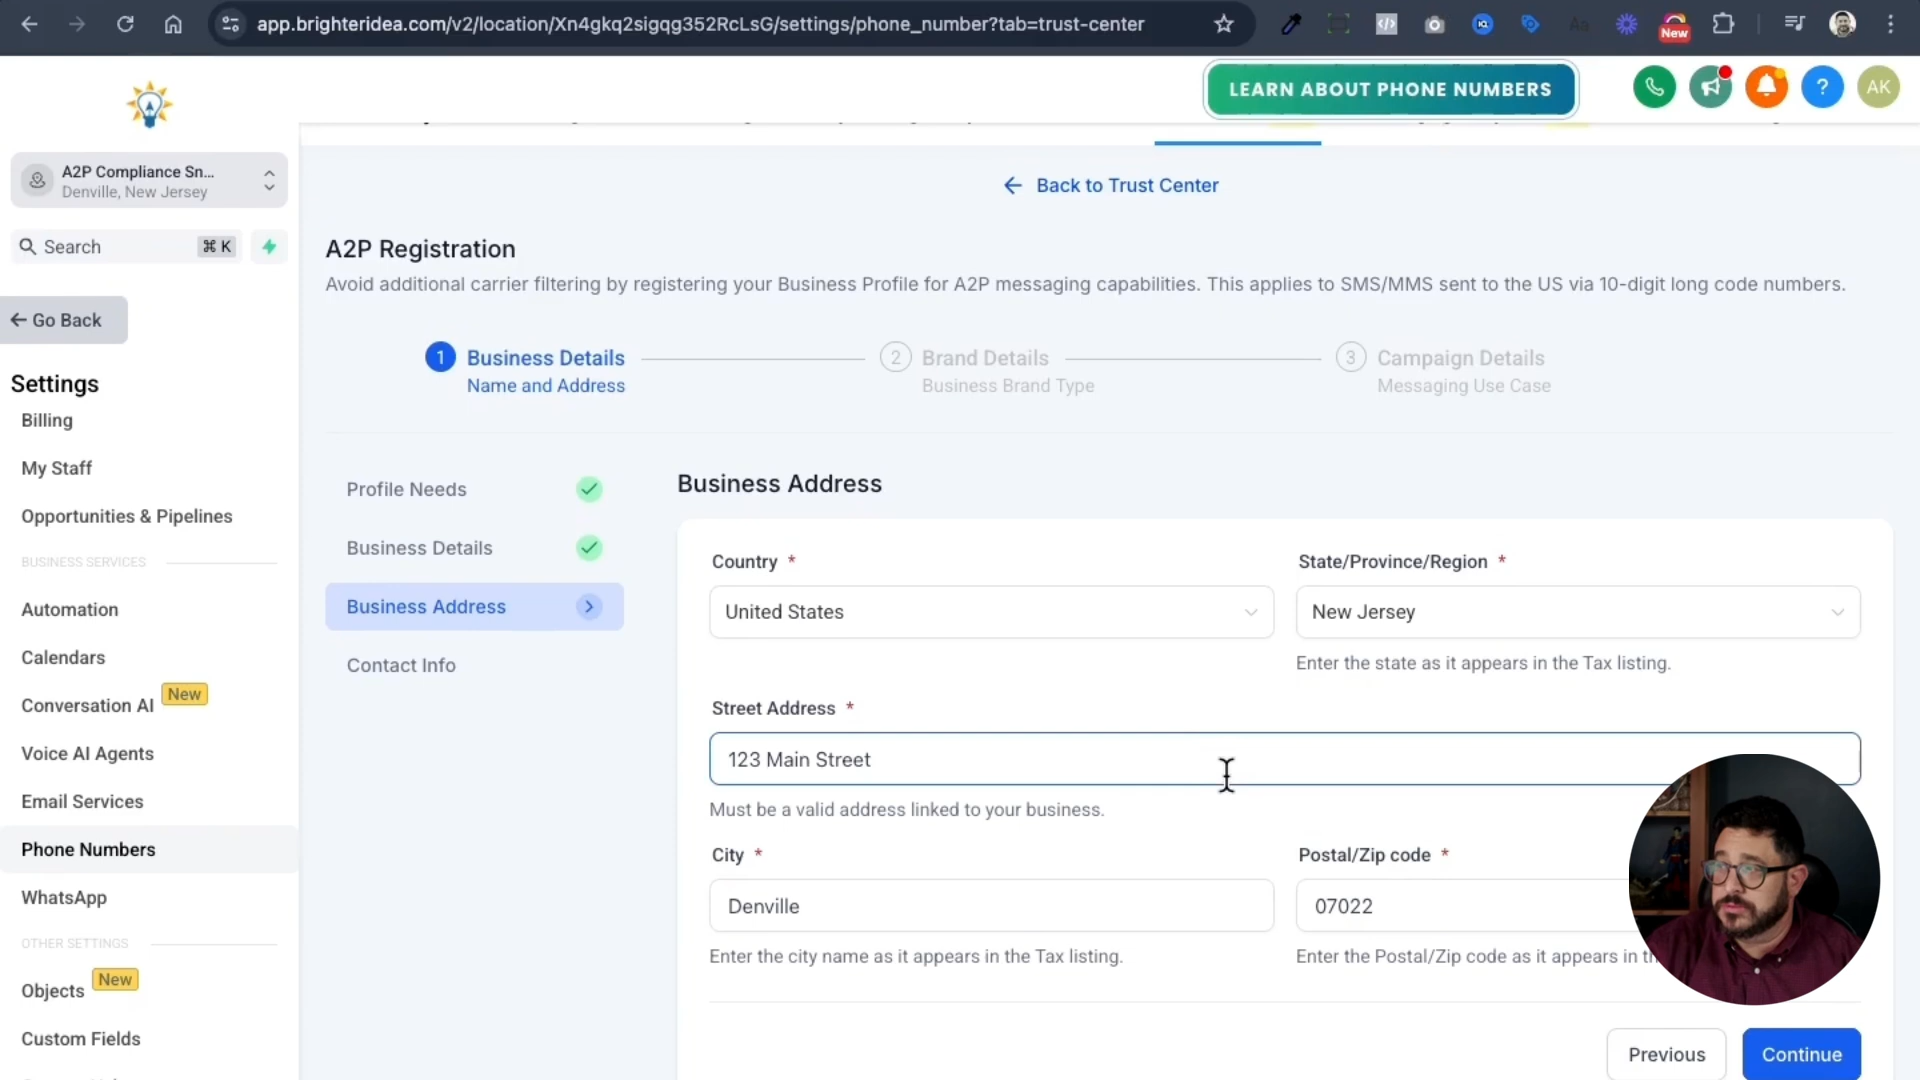 app.brighteridea.com/v2/location/Xn4gkq2sigqg352RcLsG/settings/phone_number?tab=trust-center
New
LEARN ABOUT PHONE NUMBERS
AK
A2P Compliance Sn...
Denville, New Jersey
Search
⌘ K
← Go Back
Settings
Billing
My Staff
Opportunities & Pipelines
BUSINESS SERVICES
Automation
Calendars
Conversation AI New
Voice AI Agents
Email Services
Phone Numbers
WhatsApp
OTHER SETTINGS
Objects New
Custom Fields
← Back to Trust Center
A2P Registration
Avoid additional carrier filtering by registering your Business Profile for A2P messaging capabilities. This applies to SMS/MMS sent to the US via 10-digit long code numbers.
1 Business Details
Name and Address
2 Brand Details
Business Brand Type
3 Campaign Details
Messaging Use Case
Profile Needs
Business Details
Business Address
Contact Info
Business Address
Country *
United States
State/Province/Region *
New Jersey
Enter the state as it appears in the Tax listing.
Street Address *
123 Main Street
Must be a valid address linked to your business.
City *
Denville
Enter the city name as it appears in the Tax listing.
Postal/Zip code *
07022
Enter the Postal/Zip code as it appears in
Previous
Continue